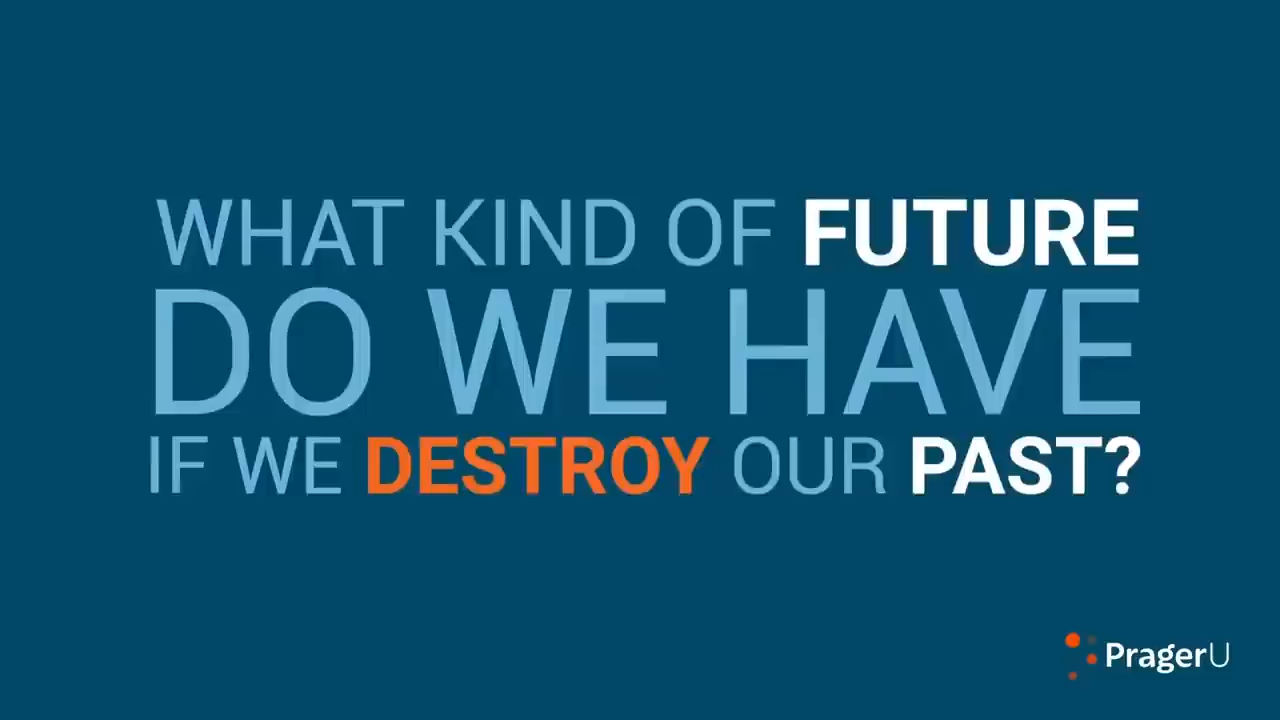 WHAT KIND OF FUTURE
DO WE HAVE
IF WE DESTROY OUR PAST?
PragerU